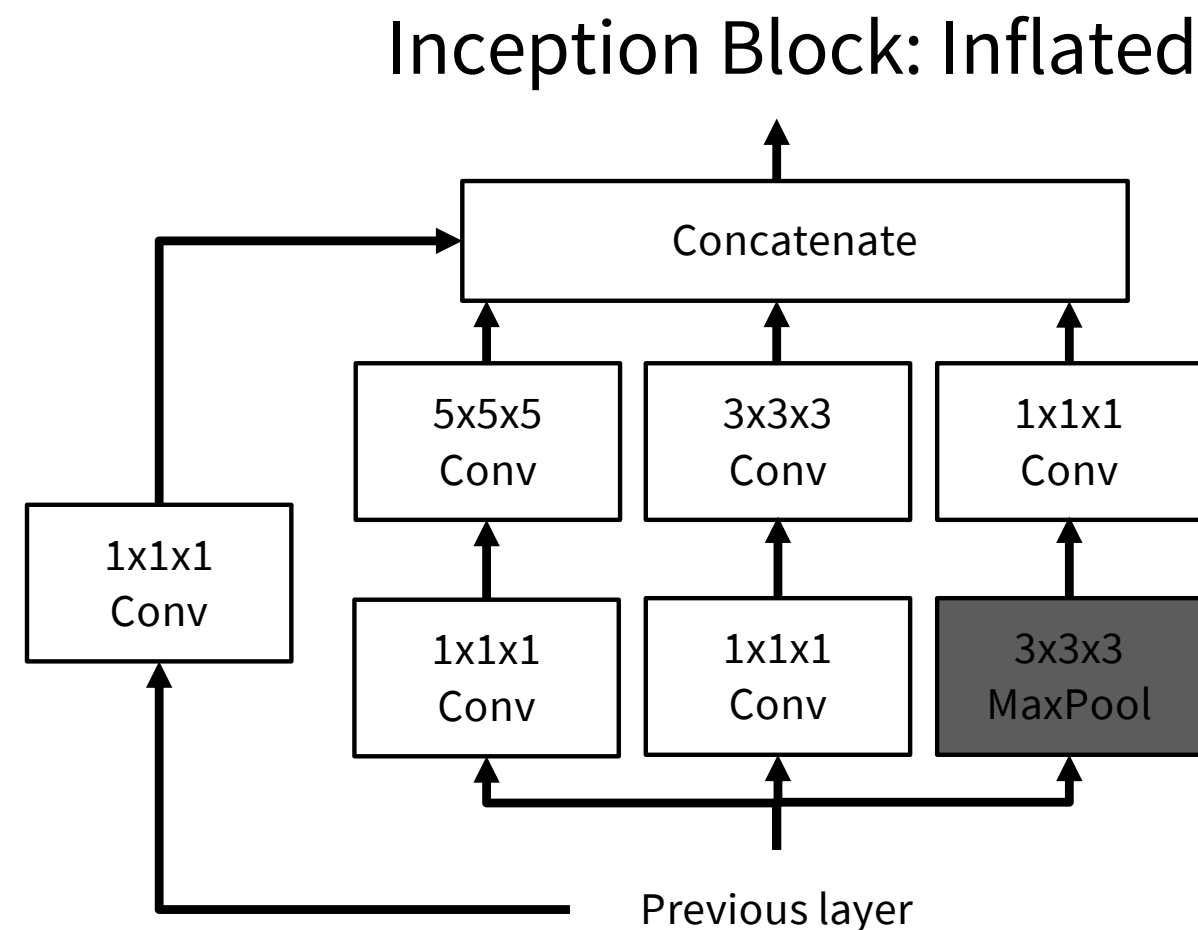 Inception Block: Inflated
Concatenate
5x5x5
Conv
3x3x3
Conv
1x1x1
Conv
1x1x1
Conv
1x1x1
Conv
1x1x1
Conv
3x3x3
MaxPool
Previous layer